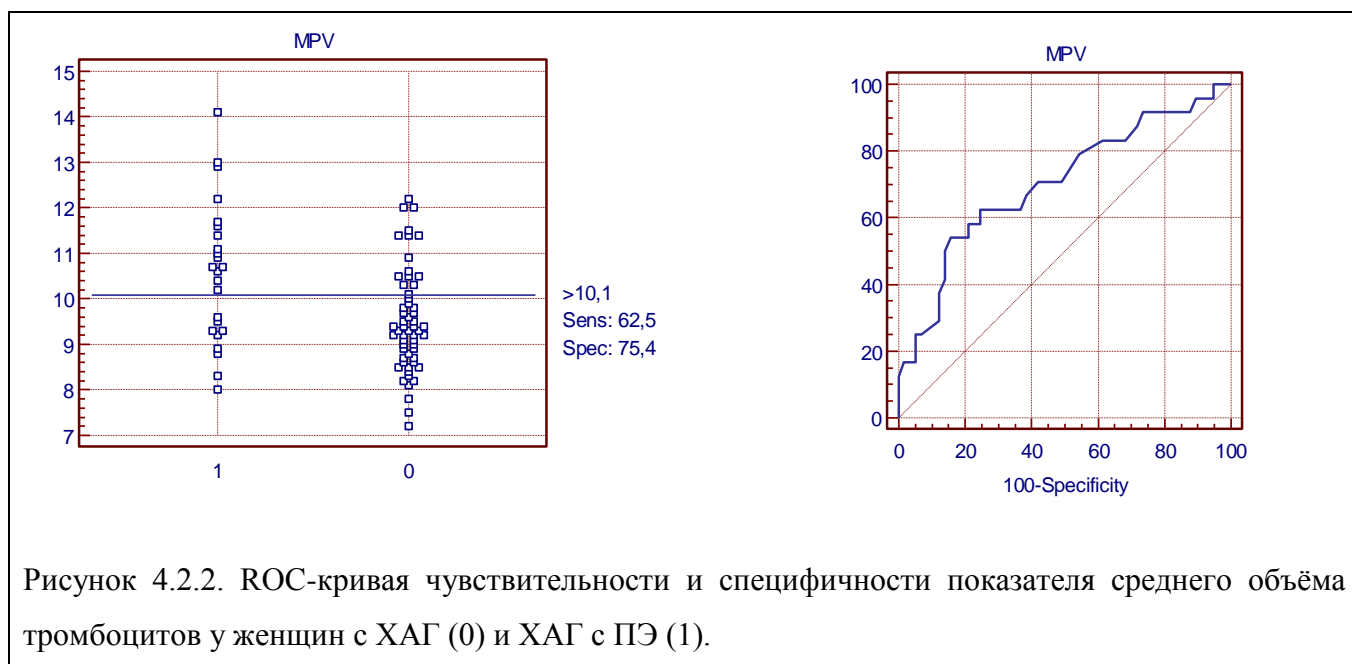 MPV
15
14
13
12
11
10
9
8
7
1 0
>10,1
Sens: 62,5
Spec: 75,4
MPV
100
80
60
40
20
0
0 20 40 60 80 100
100-Specificity
Рисунок 4.2.2. ROC-кривая чувствительности и специфичности показателя среднего объёма
тромбоцитов у женщин с ХАГ (0) и ХАГ с ПЭ (1).